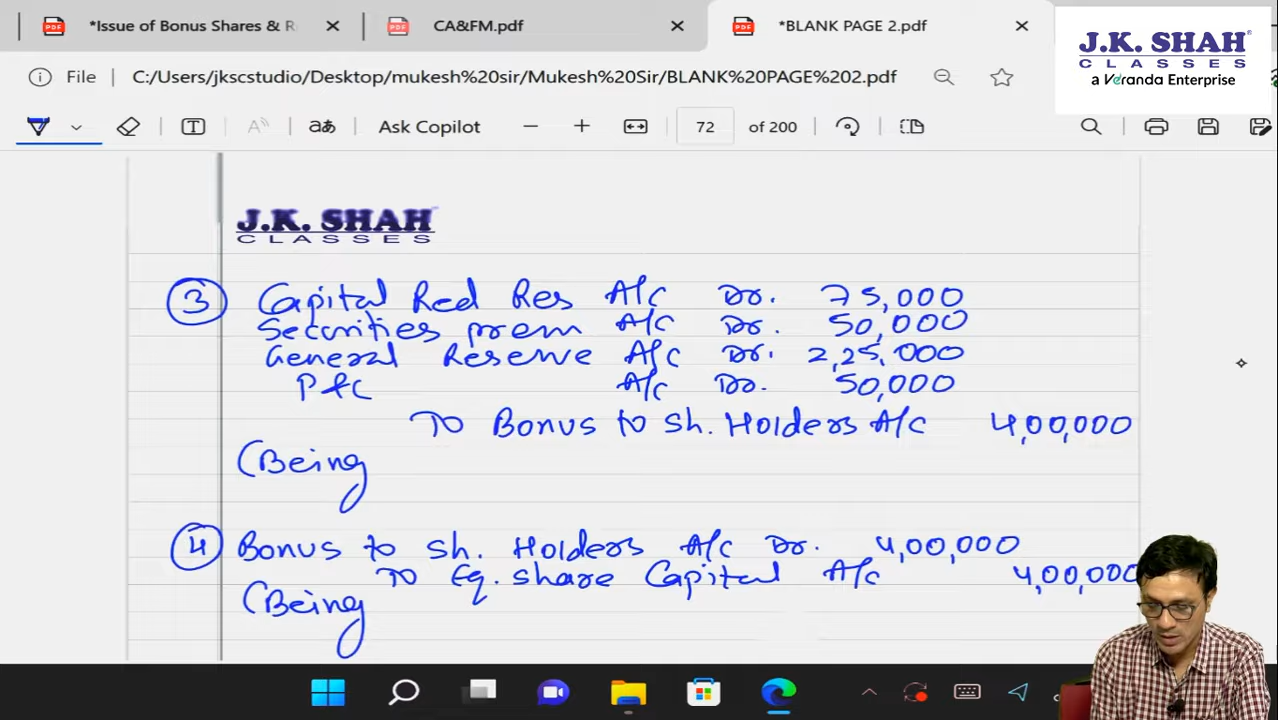 *Issue of Bonus Shares & R
CA&FM.pdf
*BLANK PAGE 2.pdf
J.K. SHAH
CLASSES
a Veranda Enterprise
File C:/Users/jkscstudio/Desktop/mukesh%20sir/Mukesh%20Sir/BLANK%20PAGE%202.pdf
Ask Copilot 72 of 200
J.K. SHAH
CLASSES
3 Capital Red Res A/c Dr. 75,000
Securities prem A/c Dr. 50,000
General Reserve A/c Dr. 2,25,000
P&L A/c Dr. 50,000
To Bonus to Sh. Holders A/c 4,00,000
(Being
4 Bonus to Sh. Holders A/c Dr. 4,00,000
To Eq. share Capital A/c 4,00,000
(Being